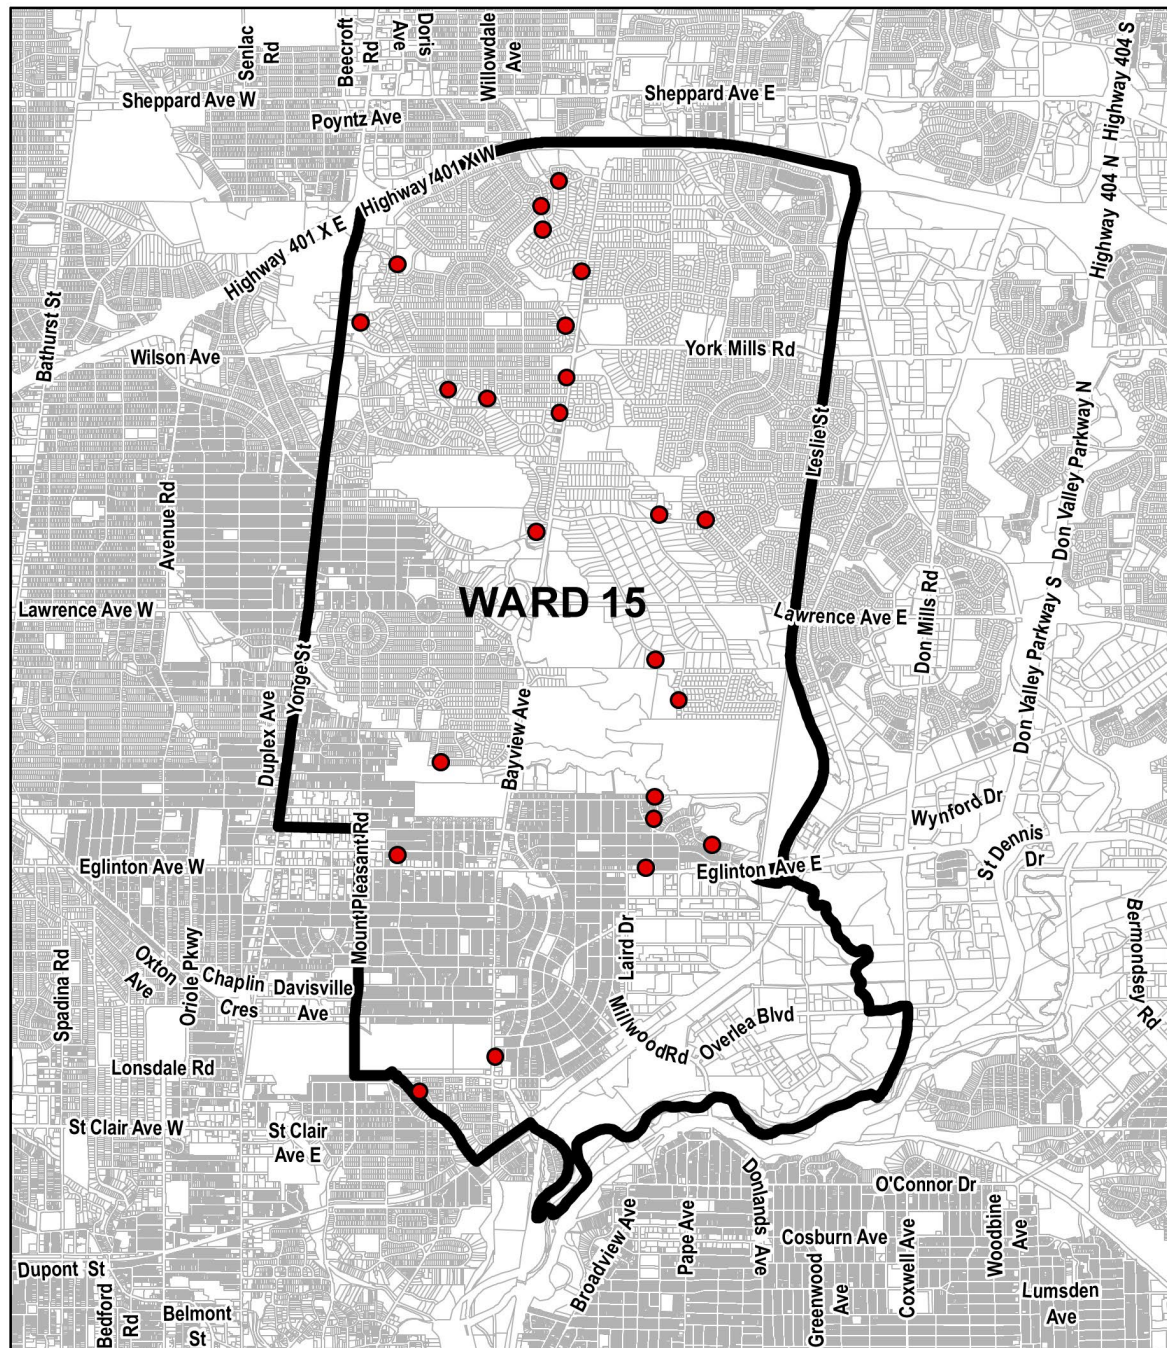 Senlac
Rd
Beecroft
Rd
Doris
Ave
Willowdale
Ave
Highway 404 S
Sheppard Ave W
Sheppard Ave E
Poyntz Ave
Highway 404 N
Highway 401 X W
Highway 401 X E
Highway 404 N
Bathurst St
Wilson Ave
York Mills Rd
Leslie St
Don Valley Parkway N
Avenue Rd
WARD 15
Lawrence Ave W
Lawrence Ave E
Don Mills Rd
Don Valley Parkway S
Yonge St
Duplex Ave
Bayview Ave
Wynford Dr
St Dennis
Dr
Mount Pleasant Rd
Eglinton Ave W
Eglinton Ave E
Bermondsey Rd
Spadina Rd
Oxton
Ave
Oriole Pkwy
Chaplin
Cres
Davisville
Ave
Laird Dr
Millwood Rd
Overlea Blvd
Lonsdale Rd
St Clair Ave W
St Clair
Ave E
Donlands Ave
O'Connor Dr
Broadview Ave
Pape Ave
Cosburn Ave
Greenwood
Ave
Coxwell Ave
Woodbine
Ave
Lumsden
Ave
Dupont St
Bedford
Rd
Belmont
St